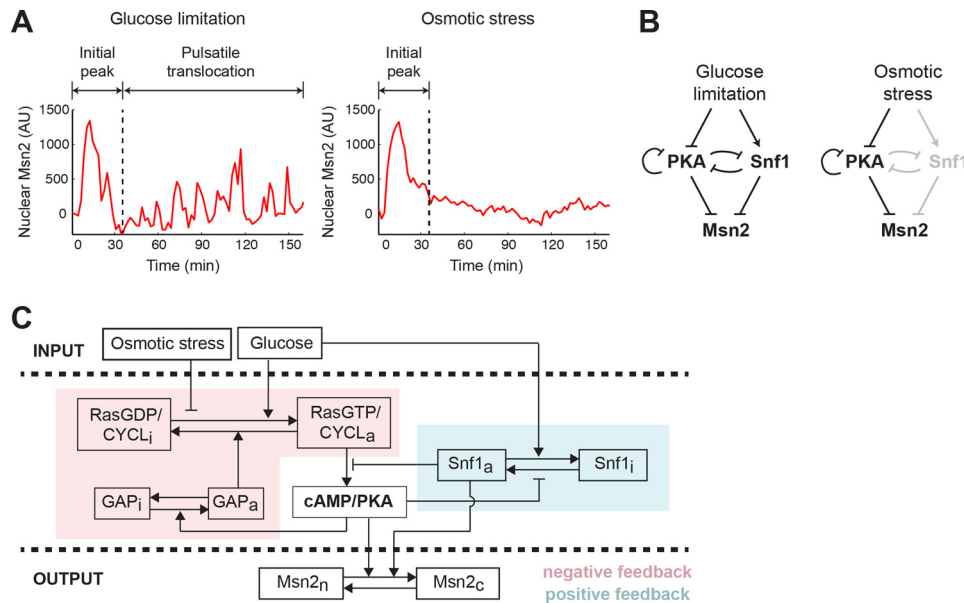 A
Glucose limitation
Initial
peak
Pulsatile
translocation
Nuclear Msn2 (AU)
1500
1000
500
0
0 30 60 90 120 150
Time (min)
Osmotic stress
Initial
peak
Nuclear Msn2 (AU)
1500
1000
500
0
0 30 60 90 120 150
Time (min)
B
Glucose
limitation
PKA Snf1
Msn2
Osmotic
stress
PKA Snf1
Msn2
C
INPUT
Osmotic stress Glucose
RasGDP/
CYCLi
RasGTP/
CYCLa
Snf1a Snf1i
GAPi GAPa
cAMP/PKA
OUTPUT
Msn2n Msn2c
negative feedback
positive feedback